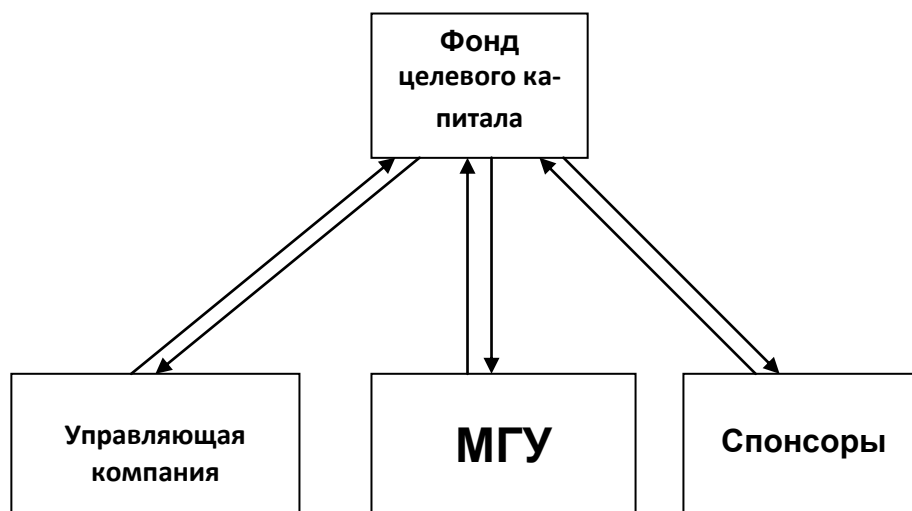 Фонд
целевого ка-
питала
Управляющая
компания
МГУ
Спонсоры